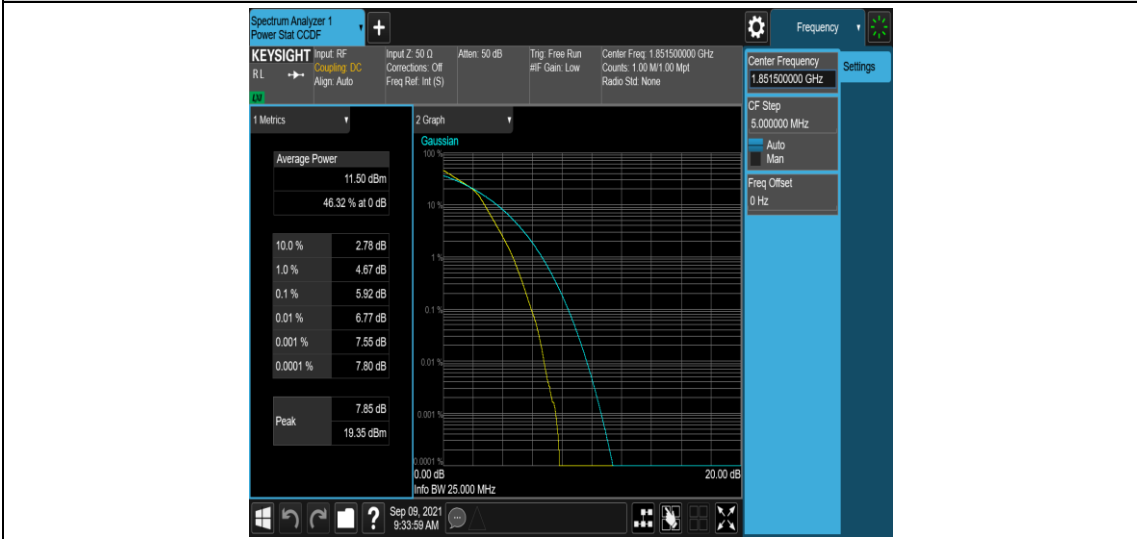 Spectrum Analyzer 1
Power Stat CCDF
+
Frequency
KEYSIGHT
R L
LW
Input: RF
Coupling: DC
Align: Auto
Input Z: 50 Ω
Corrections: Off
Freq Ref: Int (S)
Atten: 50 dB
Trig: Free Run
#IF Gain: Low
Center Freq: 1.851500000 GHz
Counts: 1.00 M/1.00 Mpt
Radio Std: None
Center Frequency
1.851500000 GHz
Settings
CF Step
5.000000 MHz
Auto
Man
Freq Offset
0 Hz
1 Metrics
Average Power
11.50 dBm
46.32 % at 0 dB
10.0 % 2.78 dB
1.0 % 4.67 dB
0.1 % 5.92 dB
0.01 % 6.77 dB
0.001 % 7.55 dB
0.0001 % 7.80 dB
Peak 7.85 dB
19.35 dBm
2 Graph
Gaussian
100 %
10 %
1 %
0.1 %
0.01 %
0.001 %
0.0001 %
0.00 dB 20.00 dB
Info BW 25.000 MHz
?
Sep 09, 2021
9:33:59 AM